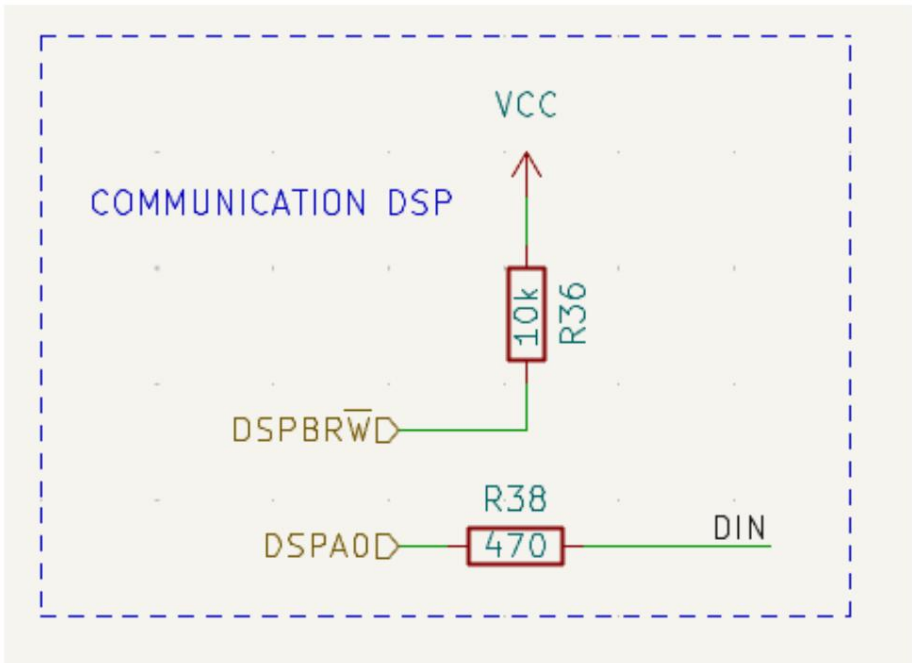 VCC
COMMUNICATION DSP
10k
R36
DSPBRW̅
R38
DSPA0
470
DIN